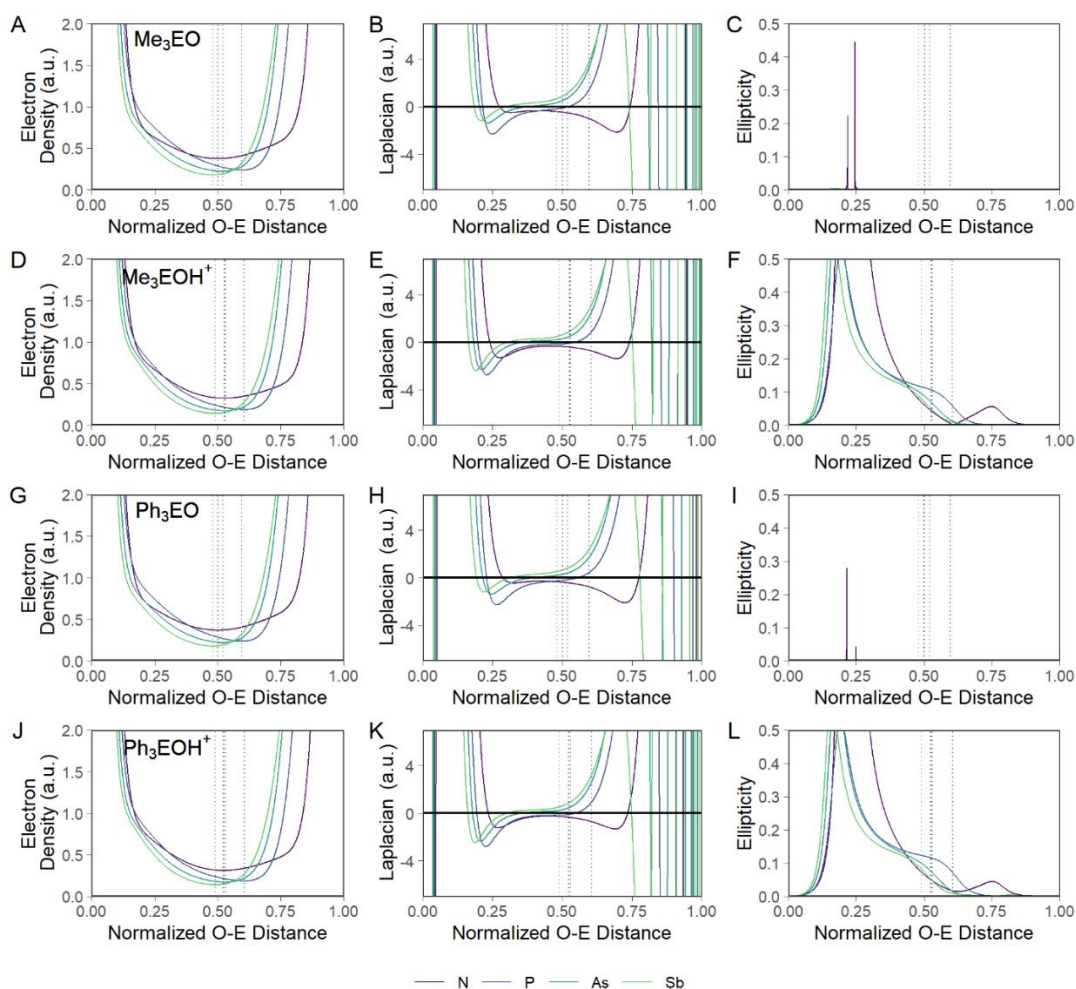 A
Me₃EO
Electron
Density (a.u.)
2.0
1.5
1.0
0.5
0.0
0.00 0.25 0.50 0.75 1.00
Normalized O-E Distance
B
Laplacian (a.u.)
4
0
-4
0.00 0.25 0.50 0.75 1.00
Normalized O-E Distance
C
Ellipticity
0.5
0.4
0.3
0.2
0.1
0.0
0.00 0.25 0.50 0.75 1.00
Normalized O-E Distance
D
Me₃EOH⁺
Electron
Density (a.u.)
2.0
1.5
1.0
0.5
0.0
0.00 0.25 0.50 0.75 1.00
Normalized O-E Distance
E
Laplacian (a.u.)
4
0
-4
0.00 0.25 0.50 0.75 1.00
Normalized O-E Distance
F
Ellipticity
0.5
0.4
0.3
0.2
0.1
0.0
0.00 0.25 0.50 0.75 1.00
Normalized O-E Distance
G
Ph₃EO
Electron
Density (a.u.)
2.0
1.5
1.0
0.5
0.0
0.00 0.25 0.50 0.75 1.00
Normalized O-E Distance
H
Laplacian (a.u.)
4
0
-4
0.00 0.25 0.50 0.75 1.00
Normalized O-E Distance
I
Ellipticity
0.5
0.4
0.3
0.2
0.1
0.0
0.00 0.25 0.50 0.75 1.00
Normalized O-E Distance
J
Ph₃EOH⁺
Electron
Density (a.u.)
2.0
1.5
1.0
0.5
0.0
0.00 0.25 0.50 0.75 1.00
Normalized O-E Distance
K
Laplacian (a.u.)
4
0
-4
0.00 0.25 0.50 0.75 1.00
Normalized O-E Distance
L
Ellipticity
0.5
0.4
0.3
0.2
0.1
0.0
0.00 0.25 0.50 0.75 1.00
Normalized O-E Distance
N P As Sb